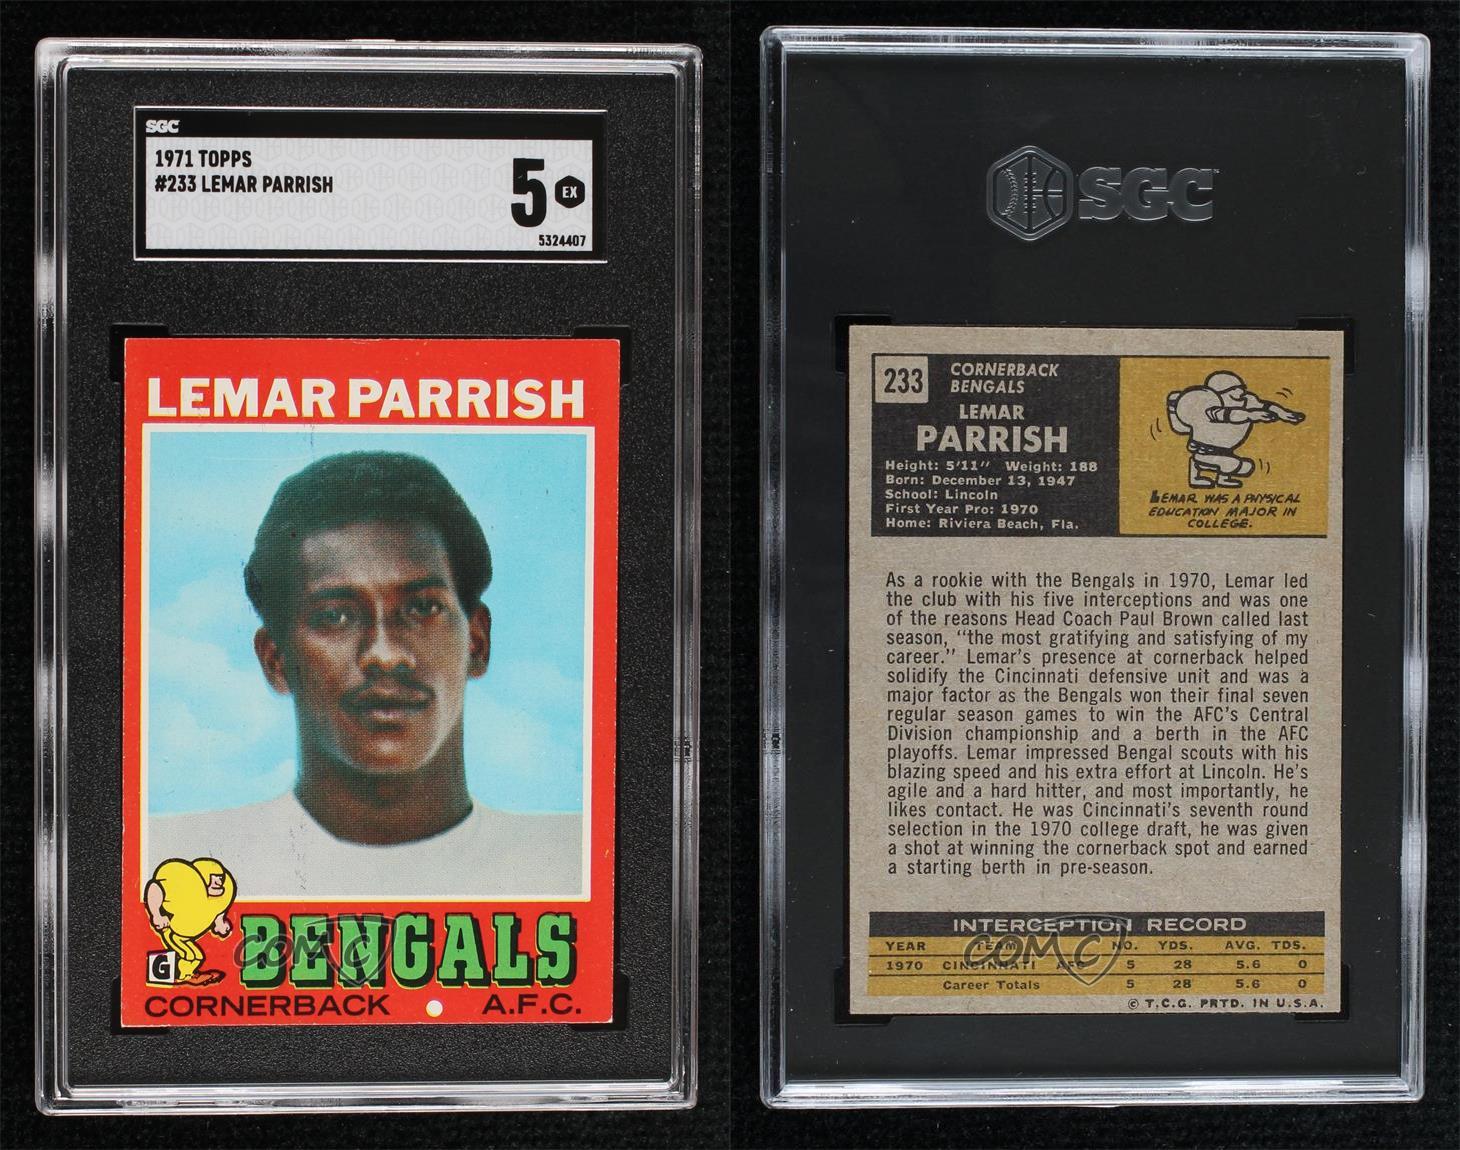 SGC
1971 TOPPS
#233 LEMAR PARRISH
5
EX
5324407
LEMAR PARRISH
G
BENGALS
COMC
CORNERBACK A.F.C.
SGC
233
CORNERBACK
BENGALS
LEMAR
PARRISH
Height: 5'11" Weight: 188
Born: December 13, 1947
School: Lincoln
First Year Pro: 1970
Home: Riviera Beach, Fla.
LEMAR WAS A PHYSICAL
EDUCATION MAJOR IN
COLLEGE.
As a rookie with the Bengals in 1970, Lemar led
the club with his five interceptions and was one
of the reasons Head Coach Paul Brown called last
season, "the most gratifying and satisfying of my
career." Lemar's presence at cornerback helped
solidify the Cincinnati defensive unit and was a
major factor as the Bengals won their final seven
regular season games to win the AFC's Central
Division championship and a berth in the AFC
playoffs. Lemar impressed Bengal scouts with his
blazing speed and his extra effort at Lincoln. He's
agile and a hard hitter, and most importantly, he
likes contact. He was Cincinnati's seventh round
selection in the 1970 college draft, he was given
a shot at winning the cornerback spot and earned
a starting berth in pre-season.
INTERCEPTION RECORD
YEAR TEAM NO. YDS. AVG. TDS.
1970 CINCINNATI AFC 5 28 5.6 0
Career Totals 5 28 5.6 0
COMC
© T.C.G. PRTD. IN U.S.A.